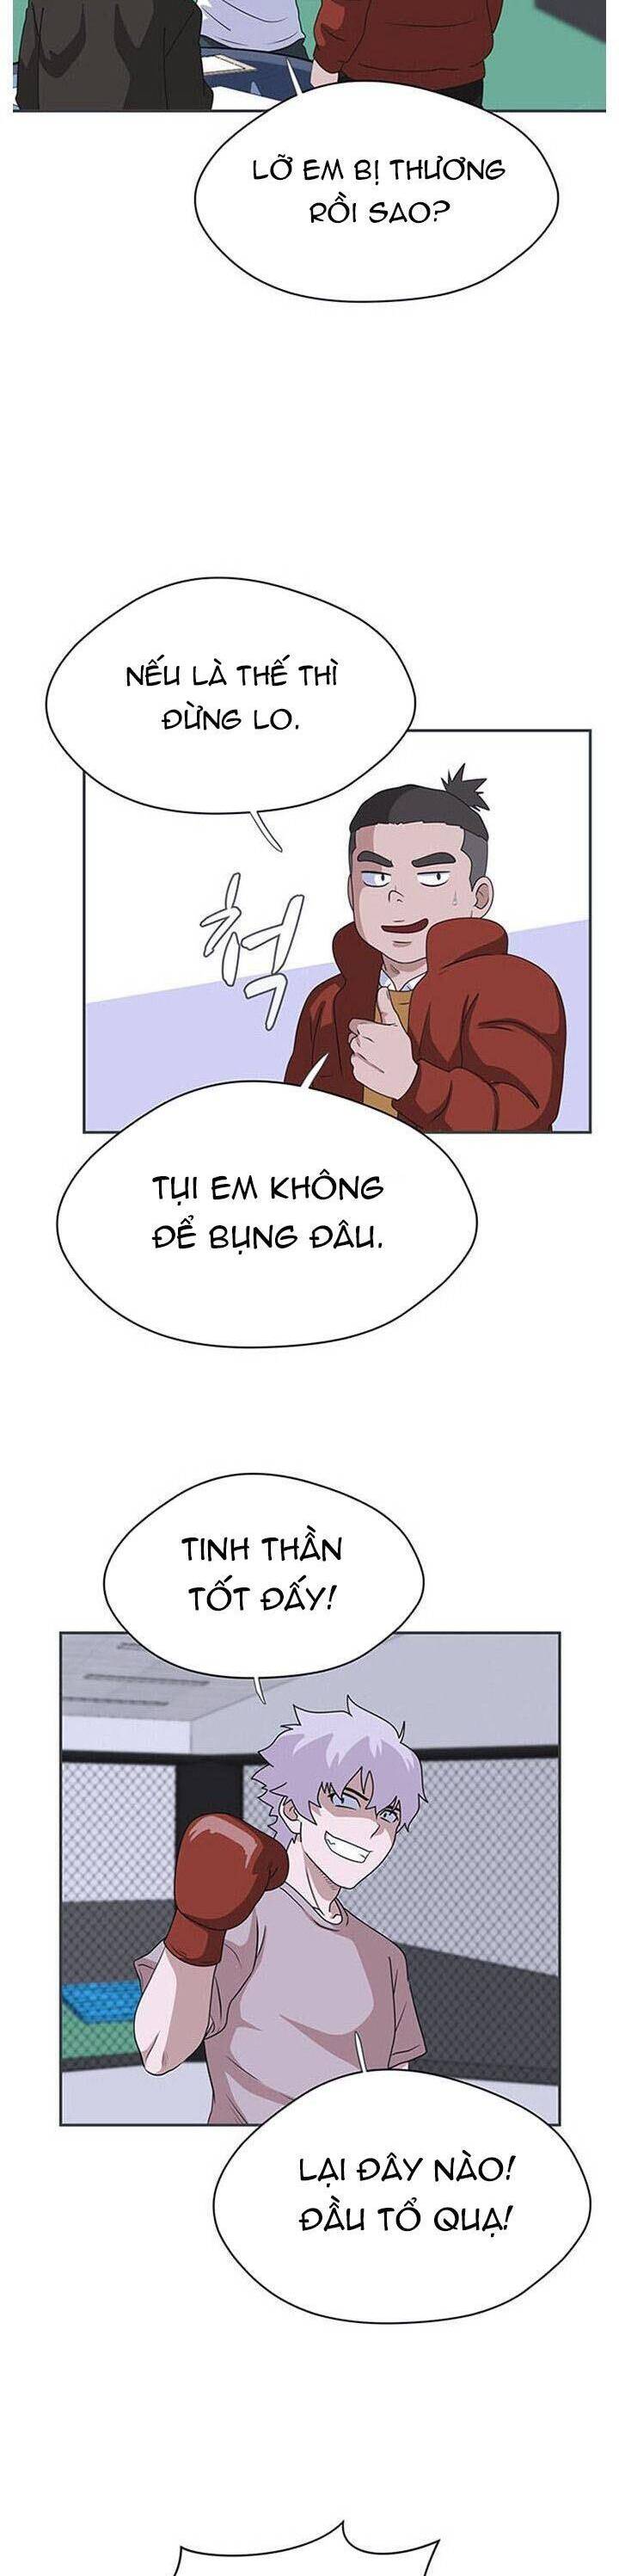 LỠ EM BỊ THƯƠNG
RỒI SAO?
NẾU LÀ THẾ THÌ
ĐỪNG LO.
척
TỤI EM KHÔNG
ĐỂ BỤNG ĐÂU.
TINH THẦN
TỐT ĐẤY!
LẠI ĐÂY NÀO!
ĐẦU TỔ QUẠ!